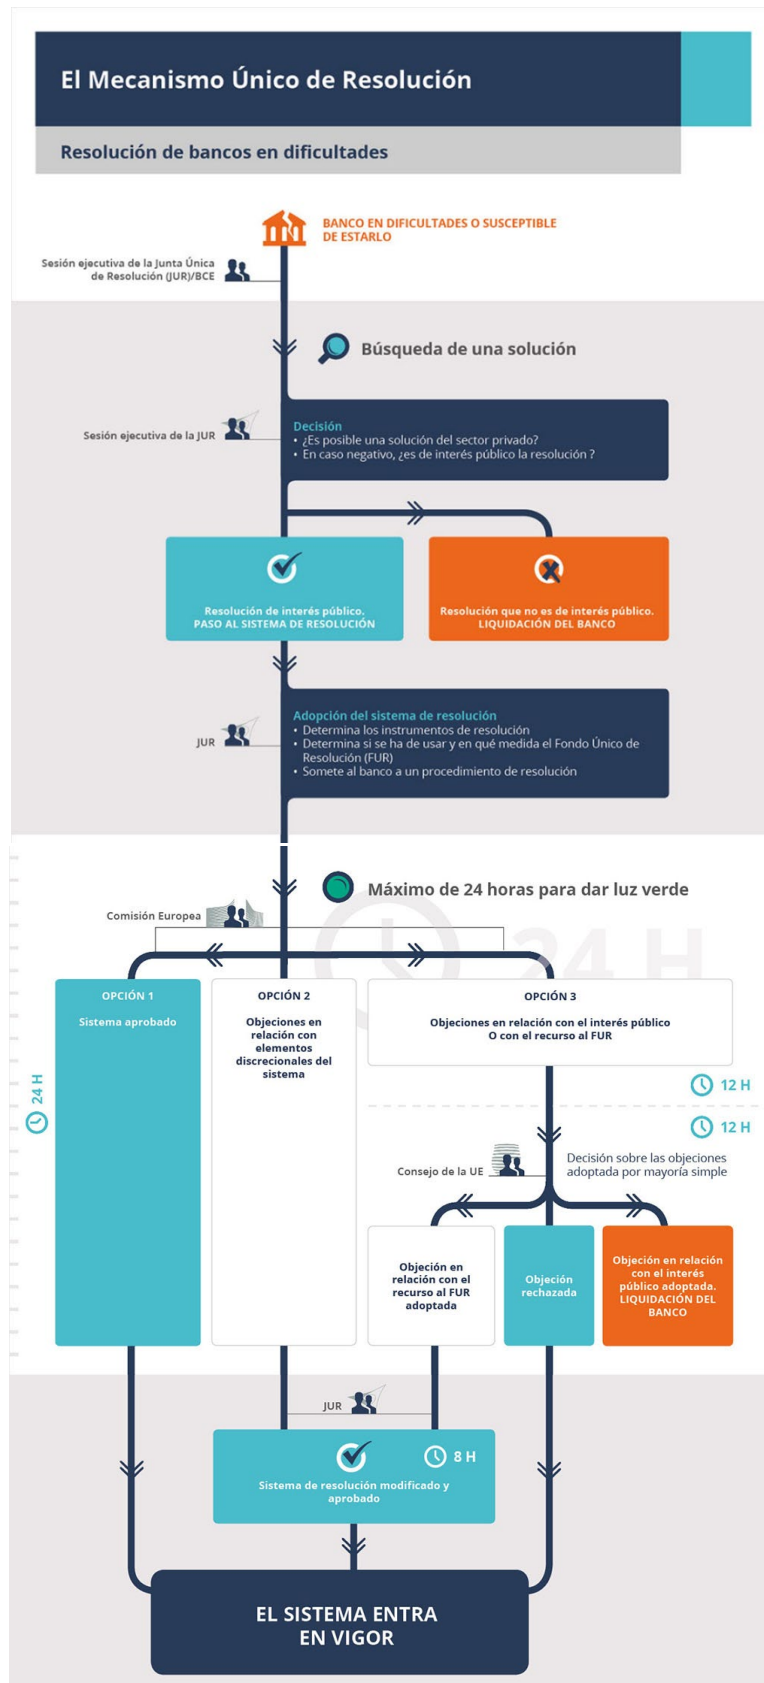 El Mecanismo Único de Resolución
Resolución de bancos en dificultades
BANCO EN DIFICULTADES O SUSCEPTIBLE
DE ESTARLO
Sesión ejecutiva de la Junta Única
de Resolución (JUR)/BCE
Búsqueda de una solución
Sesión ejecutiva de la JUR
Decisión
• ¿Es posible una solución del sector privado?
• En caso negativo, ¿es de interés público la resolución ?
Resolución de interés público.
PASO AL SISTEMA DE RESOLUCIÓN
Resolución que no es de interés público.
LIQUIDACIÓN DEL BANCO
JUR
Adopción del sistema de resolución
• Determina los instrumentos de resolución
• Determina si se ha de usar y en qué medida el Fondo Único de
Resolución (FUR)
• Somete al banco a un procedimiento de resolución
Máximo de 24 horas para dar luz verde
24 H
Comisión Europea
24 H
OPCIÓN 1
Sistema aprobado
OPCIÓN 2
Objeciones en
relación con
elementos
discrecionales del
sistema
OPCIÓN 3
Objeciones en relación con el interés público
O con el recurso al FUR
12 H
12 H
Consejo de la UE
Decisión sobre las objeciones
adoptada por mayoría simple
Objeción en
relación con el
recurso al FUR
adoptada
Objeción
rechazada
Objeción en relación
con el interés
público adoptada.
LIQUIDACIÓN DEL
BANCO
JUR
8 H
Sistema de resolución modificado y
aprobado
EL SISTEMA ENTRA
EN VIGOR